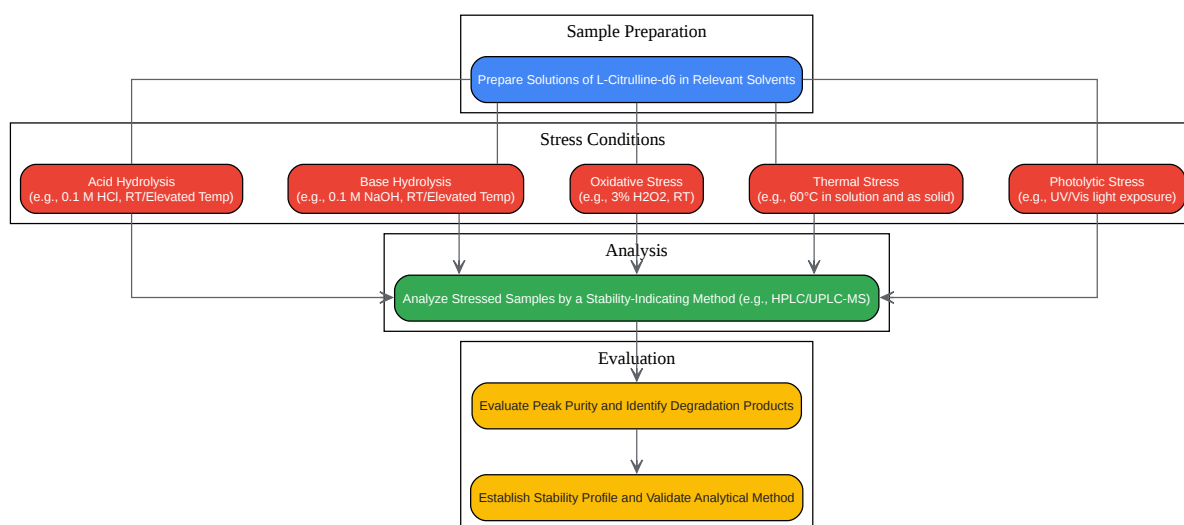 Sample Preparation
Prepare Solutions of L-Citrulline-d6 in Relevant Solvents
Stress Conditions
Acid Hydrolysis
(e.g., 0.1 M HCl, RT/Elevated Temp)
Base Hydrolysis
(e.g., 0.1 M NaOH, RT/Elevated Temp)
Oxidative Stress
(e.g., 3% H2O2, RT)
Thermal Stress
(e.g., 60°C in solution and as solid)
Photolytic Stress
(e.g., UV/Vis light exposure)
Analysis
Analyze Stressed Samples by a Stability-Indicating Method (e.g., HPLC/UPLC-MS)
Evaluation
Evaluate Peak Purity and Identify Degradation Products
Establish Stability Profile and Validate Analytical Method